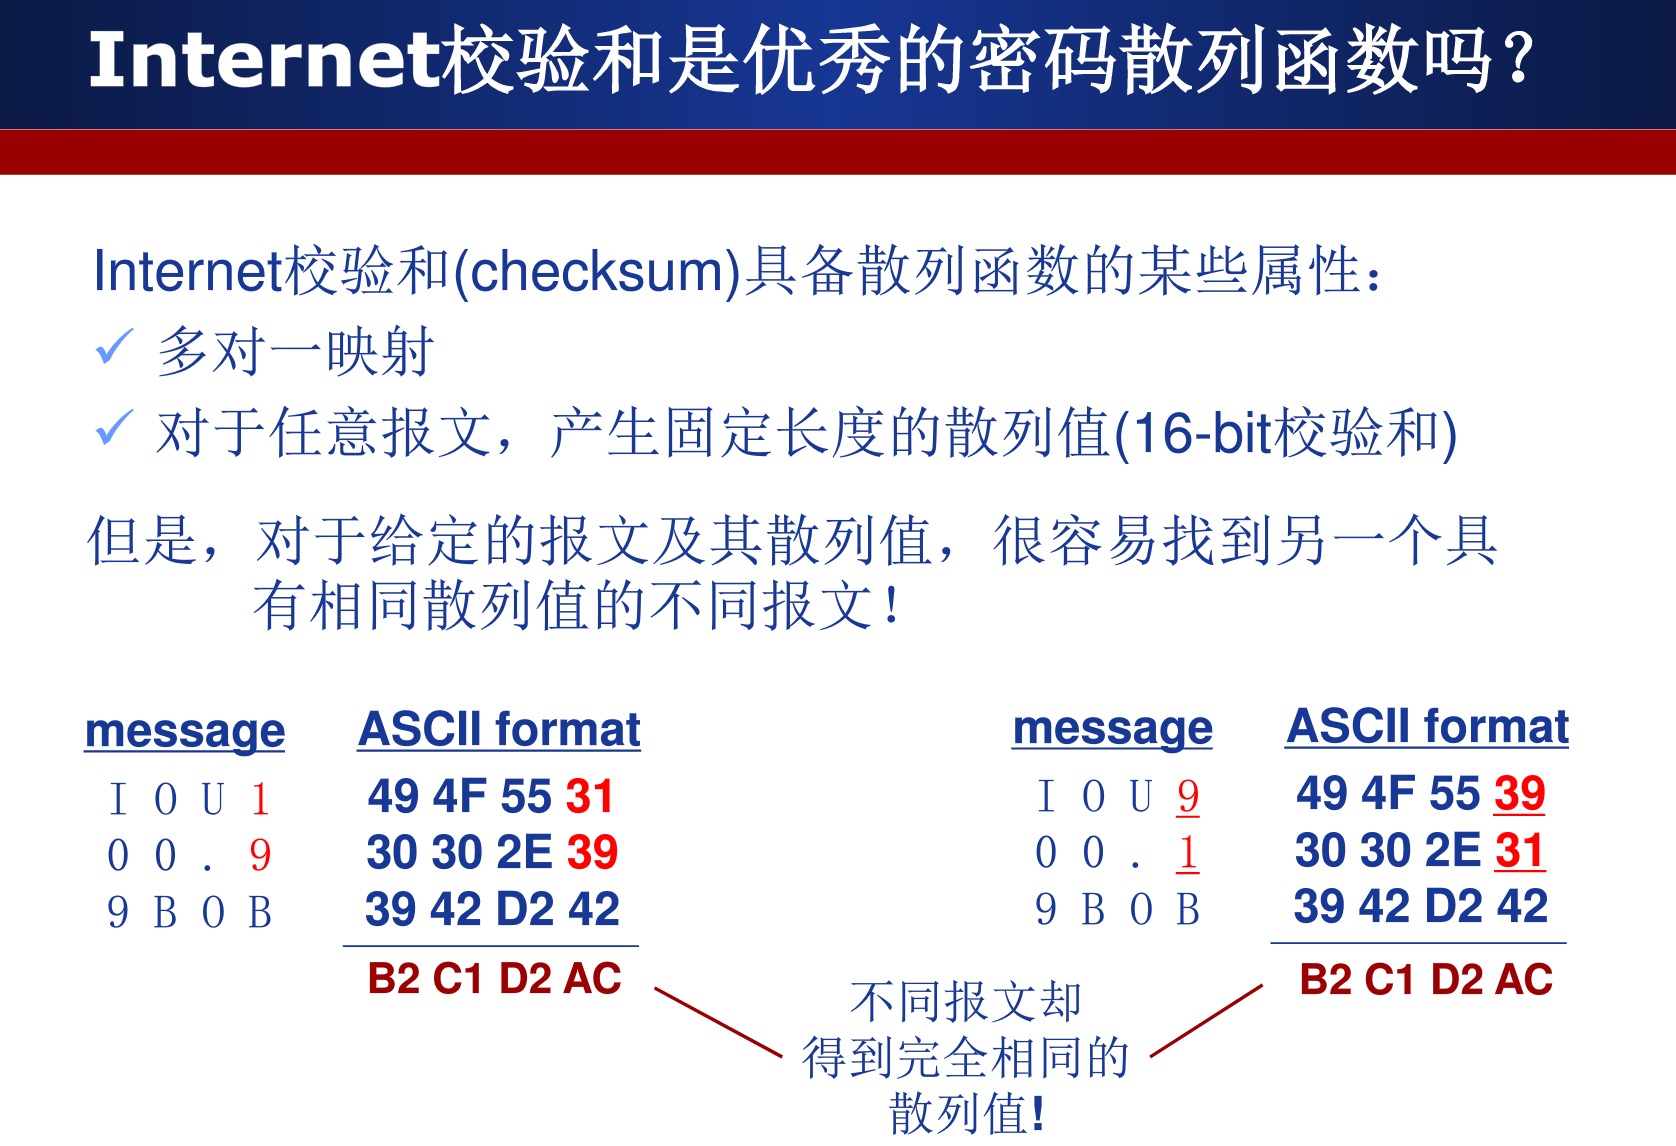 Internet校验和是优秀的密码散列函数吗？
Internet校验和(checksum)具备散列函数的某些属性：
✓ 多对一映射
✓ 对于任意报文，产生固定长度的散列值(16-bit校验和)
但是，对于给定的报文及其散列值，很容易找到另一个具
有相同散列值的不同报文！
message ASCII format
I O U 1 49 4F 55 31
0 0 . 9 30 30 2E 39
9 B O B 39 42 D2 42
B2 C1 D2 AC
message ASCII format
I O U 9 49 4F 55 39
0 0 . 1 30 30 2E 31
9 B O B 39 42 D2 42
B2 C1 D2 AC
不同报文却
得到完全相同的
散列值!